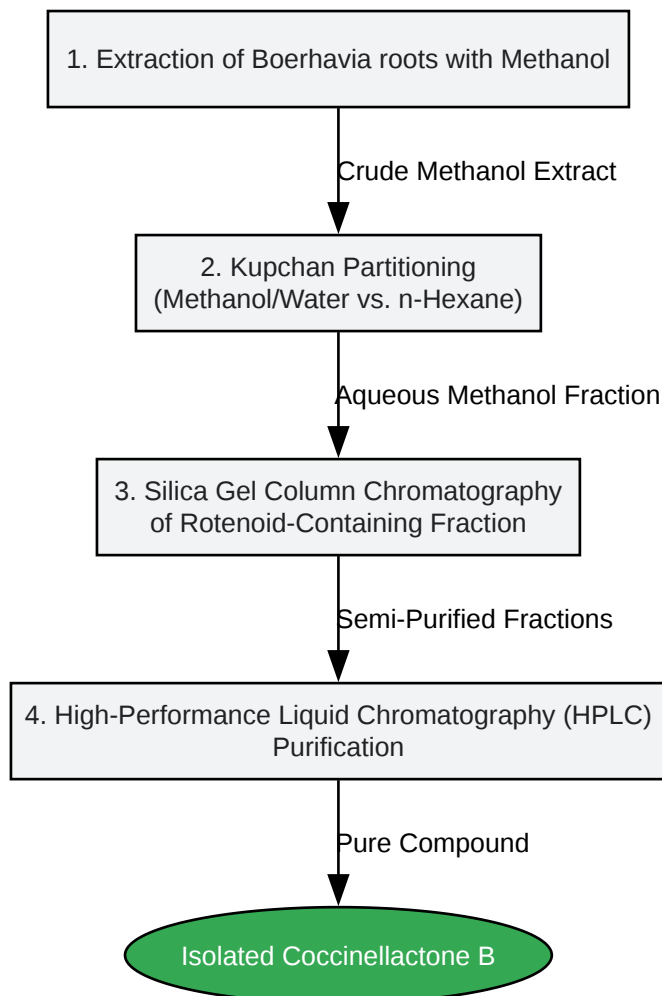 1. Extraction of Boerhavia roots with Methanol
Crude Methanol Extract
2. Kupchan Partitioning
(Methanol/Water vs. n-Hexane)
Aqueous Methanol Fraction
3. Silica Gel Column Chromatography
of Rotenoid-Containing Fraction
Semi-Purified Fractions
4. High-Performance Liquid Chromatography (HPLC)
Purification
Pure Compound
Isolated Coccinellactone B